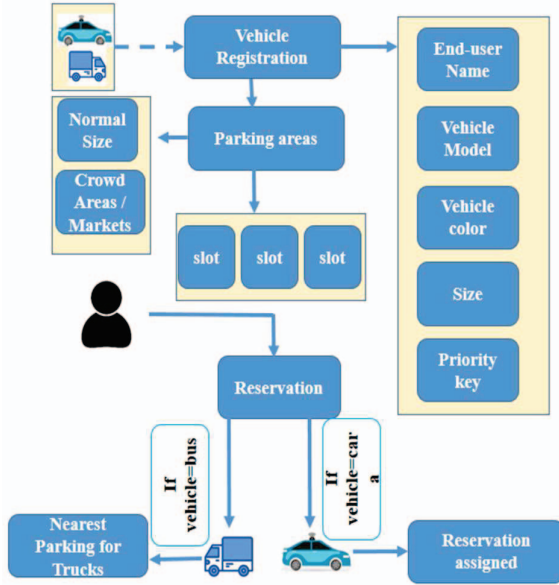 Vehicle
Registration
End-user
Name
Normal
Size
Parking areas
Vehicle
Model
Crowd
Areas /
Markets
Vehicle
color
slot
slot
slot
Size
Reservation
Priority
key
If
vehicle=bus
If
vehicle=car
a
Nearest
Parking for
Trucks
Reservation
assigned